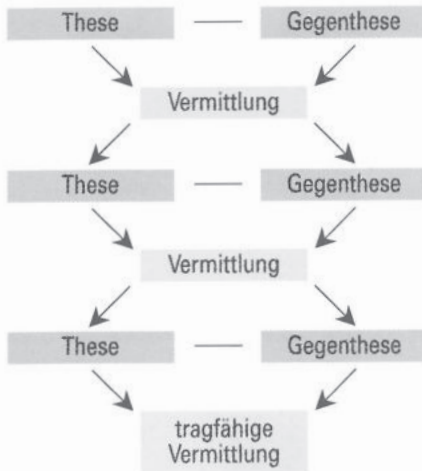 These Gegenthese
Vermittlung
These Gegenthese
Vermittlung
These Gegenthese
tragfähige
Vermittlung